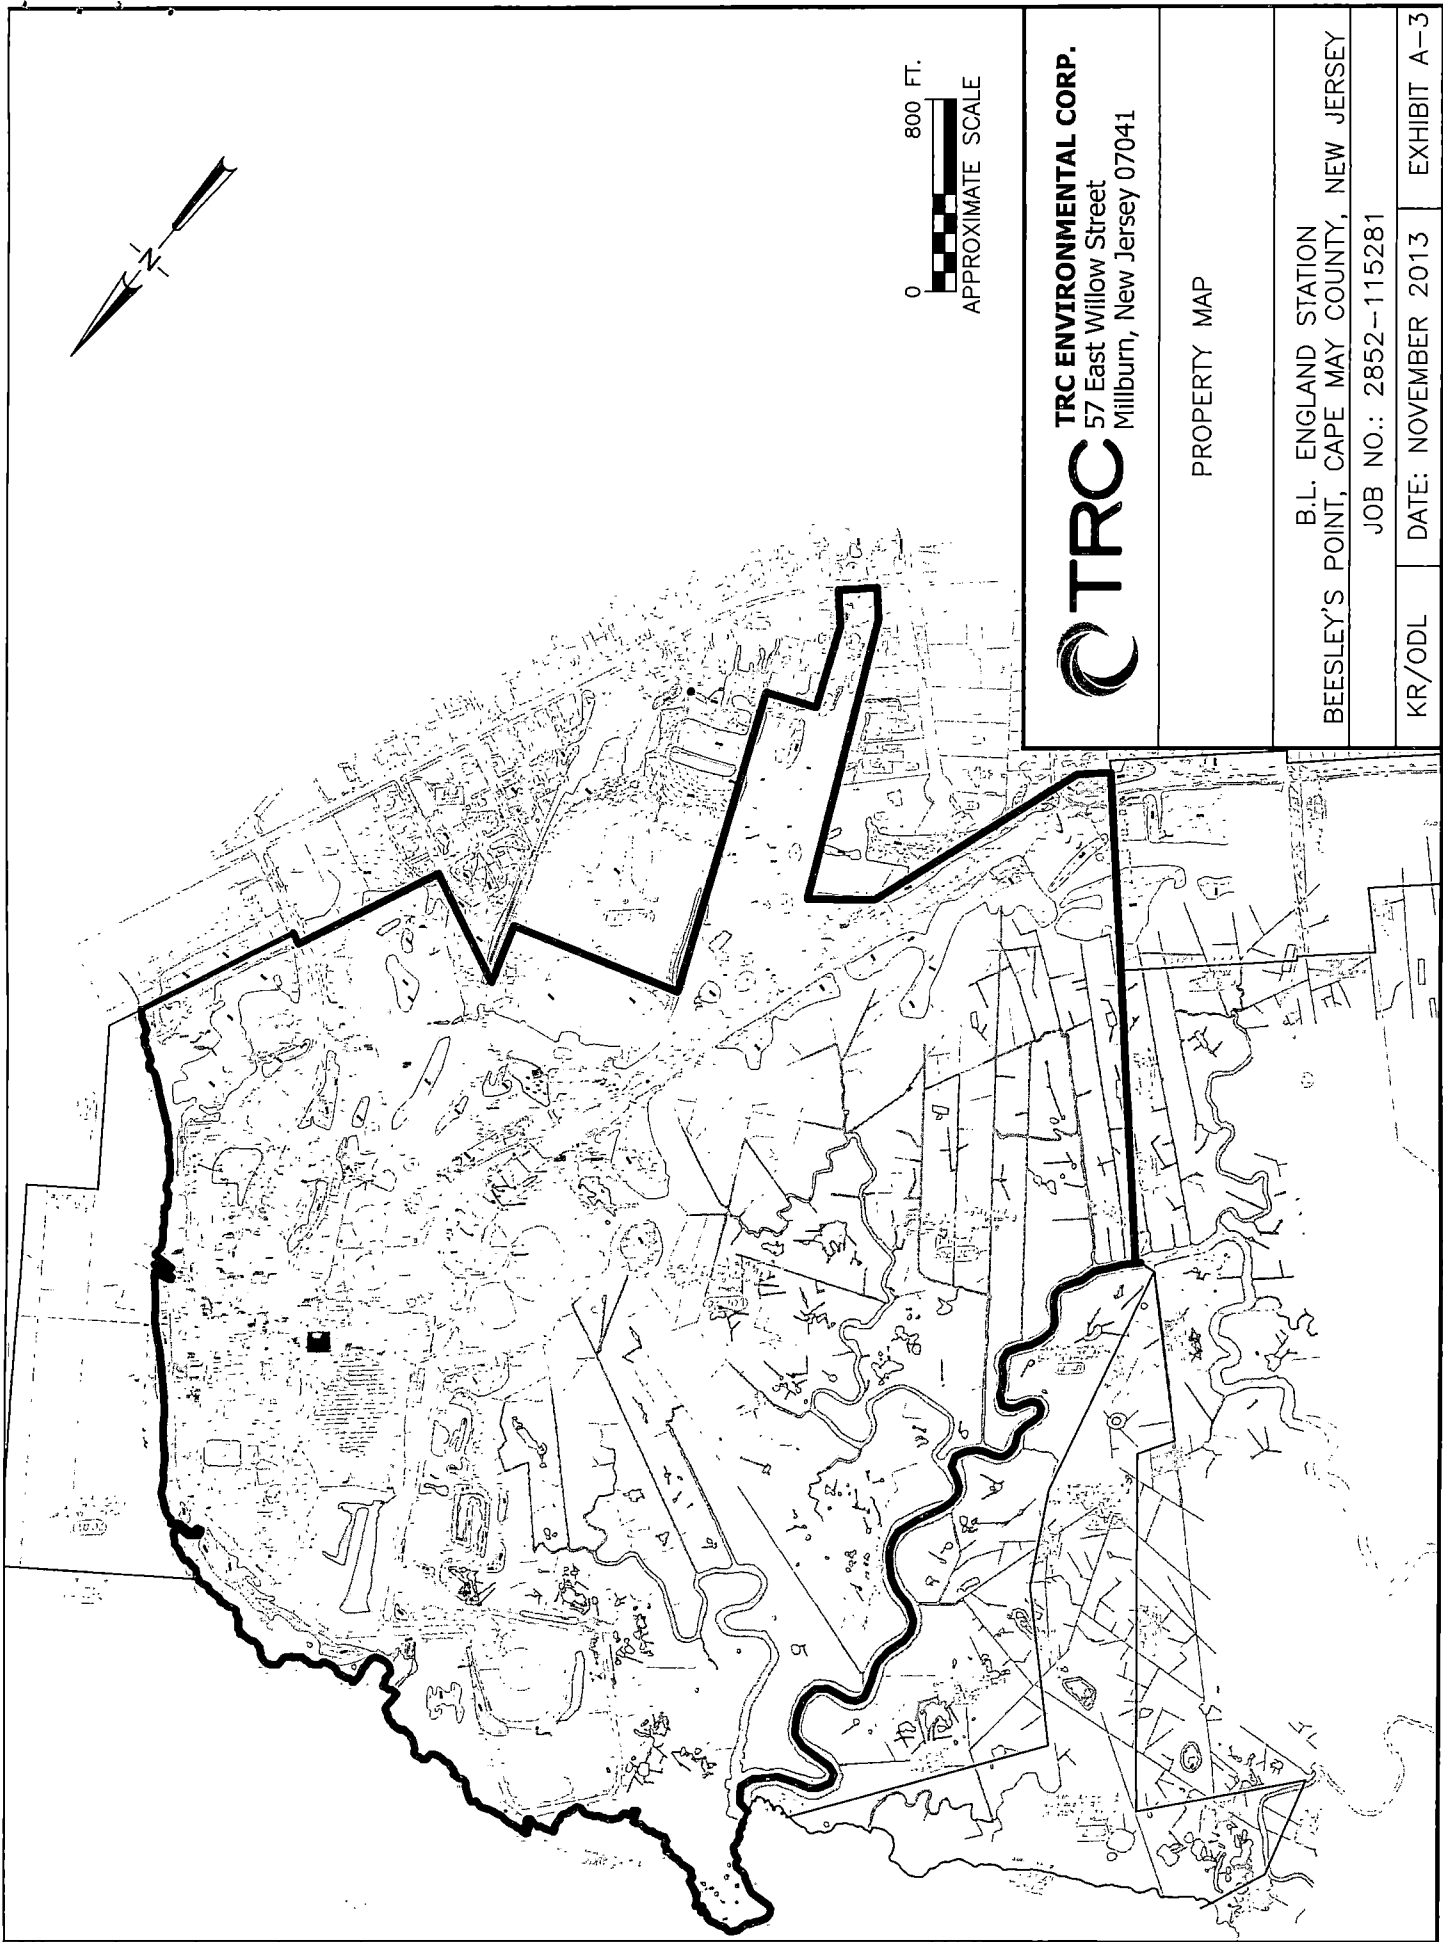 N
0 800 FT.
APPROXIMATE SCALE
TRC
TRC ENVIRONMENTAL CORP.
57 East Willow Street
Millburn, New Jersey 07041
PROPERTY MAP
B.L. ENGLAND STATION
BEESLEY'S POINT, CAPE MAY COUNTY, NEW JERSEY
JOB NO.: 2852-115281
KR/ODL DATE: NOVEMBER 2013 EXHIBIT A-3